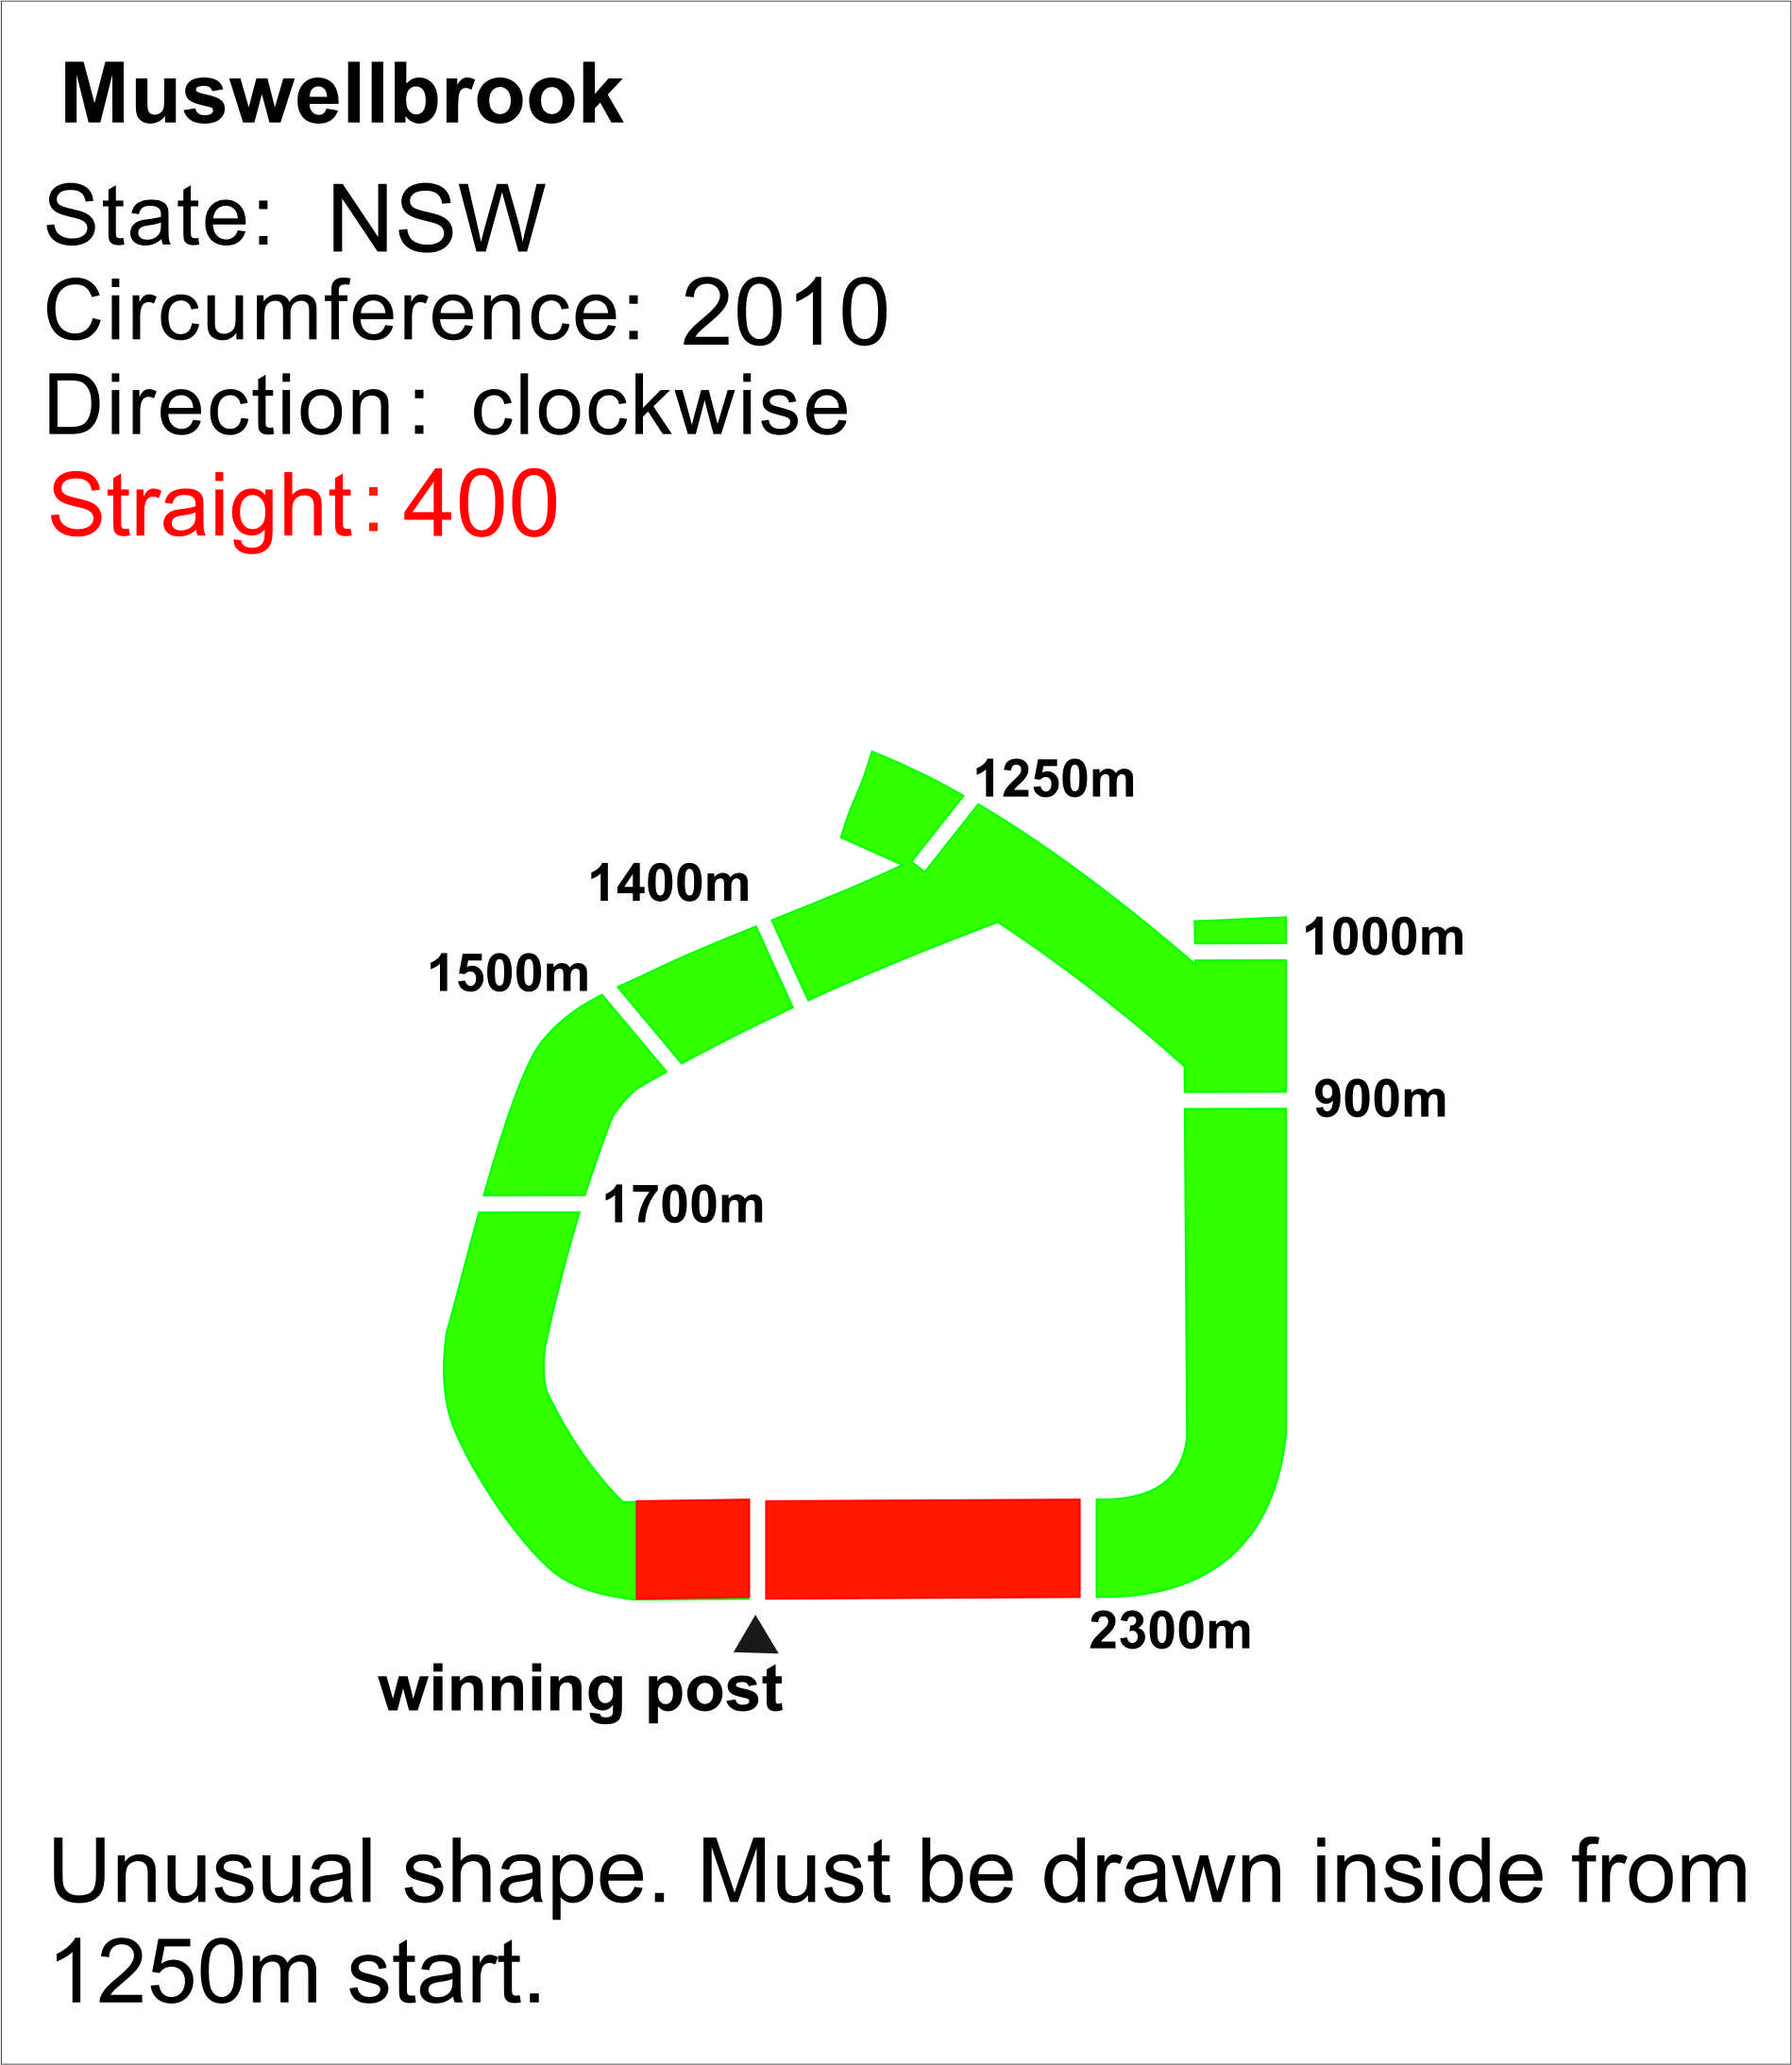 Muswellbrook
State: NSW
Circumference: 2010
Direction: clockwise
Straight: 400
1250m
1400m
1000m
1500m
900m
1700m
2300m
winning post
Unusual shape. Must be drawn inside from
1250m start.